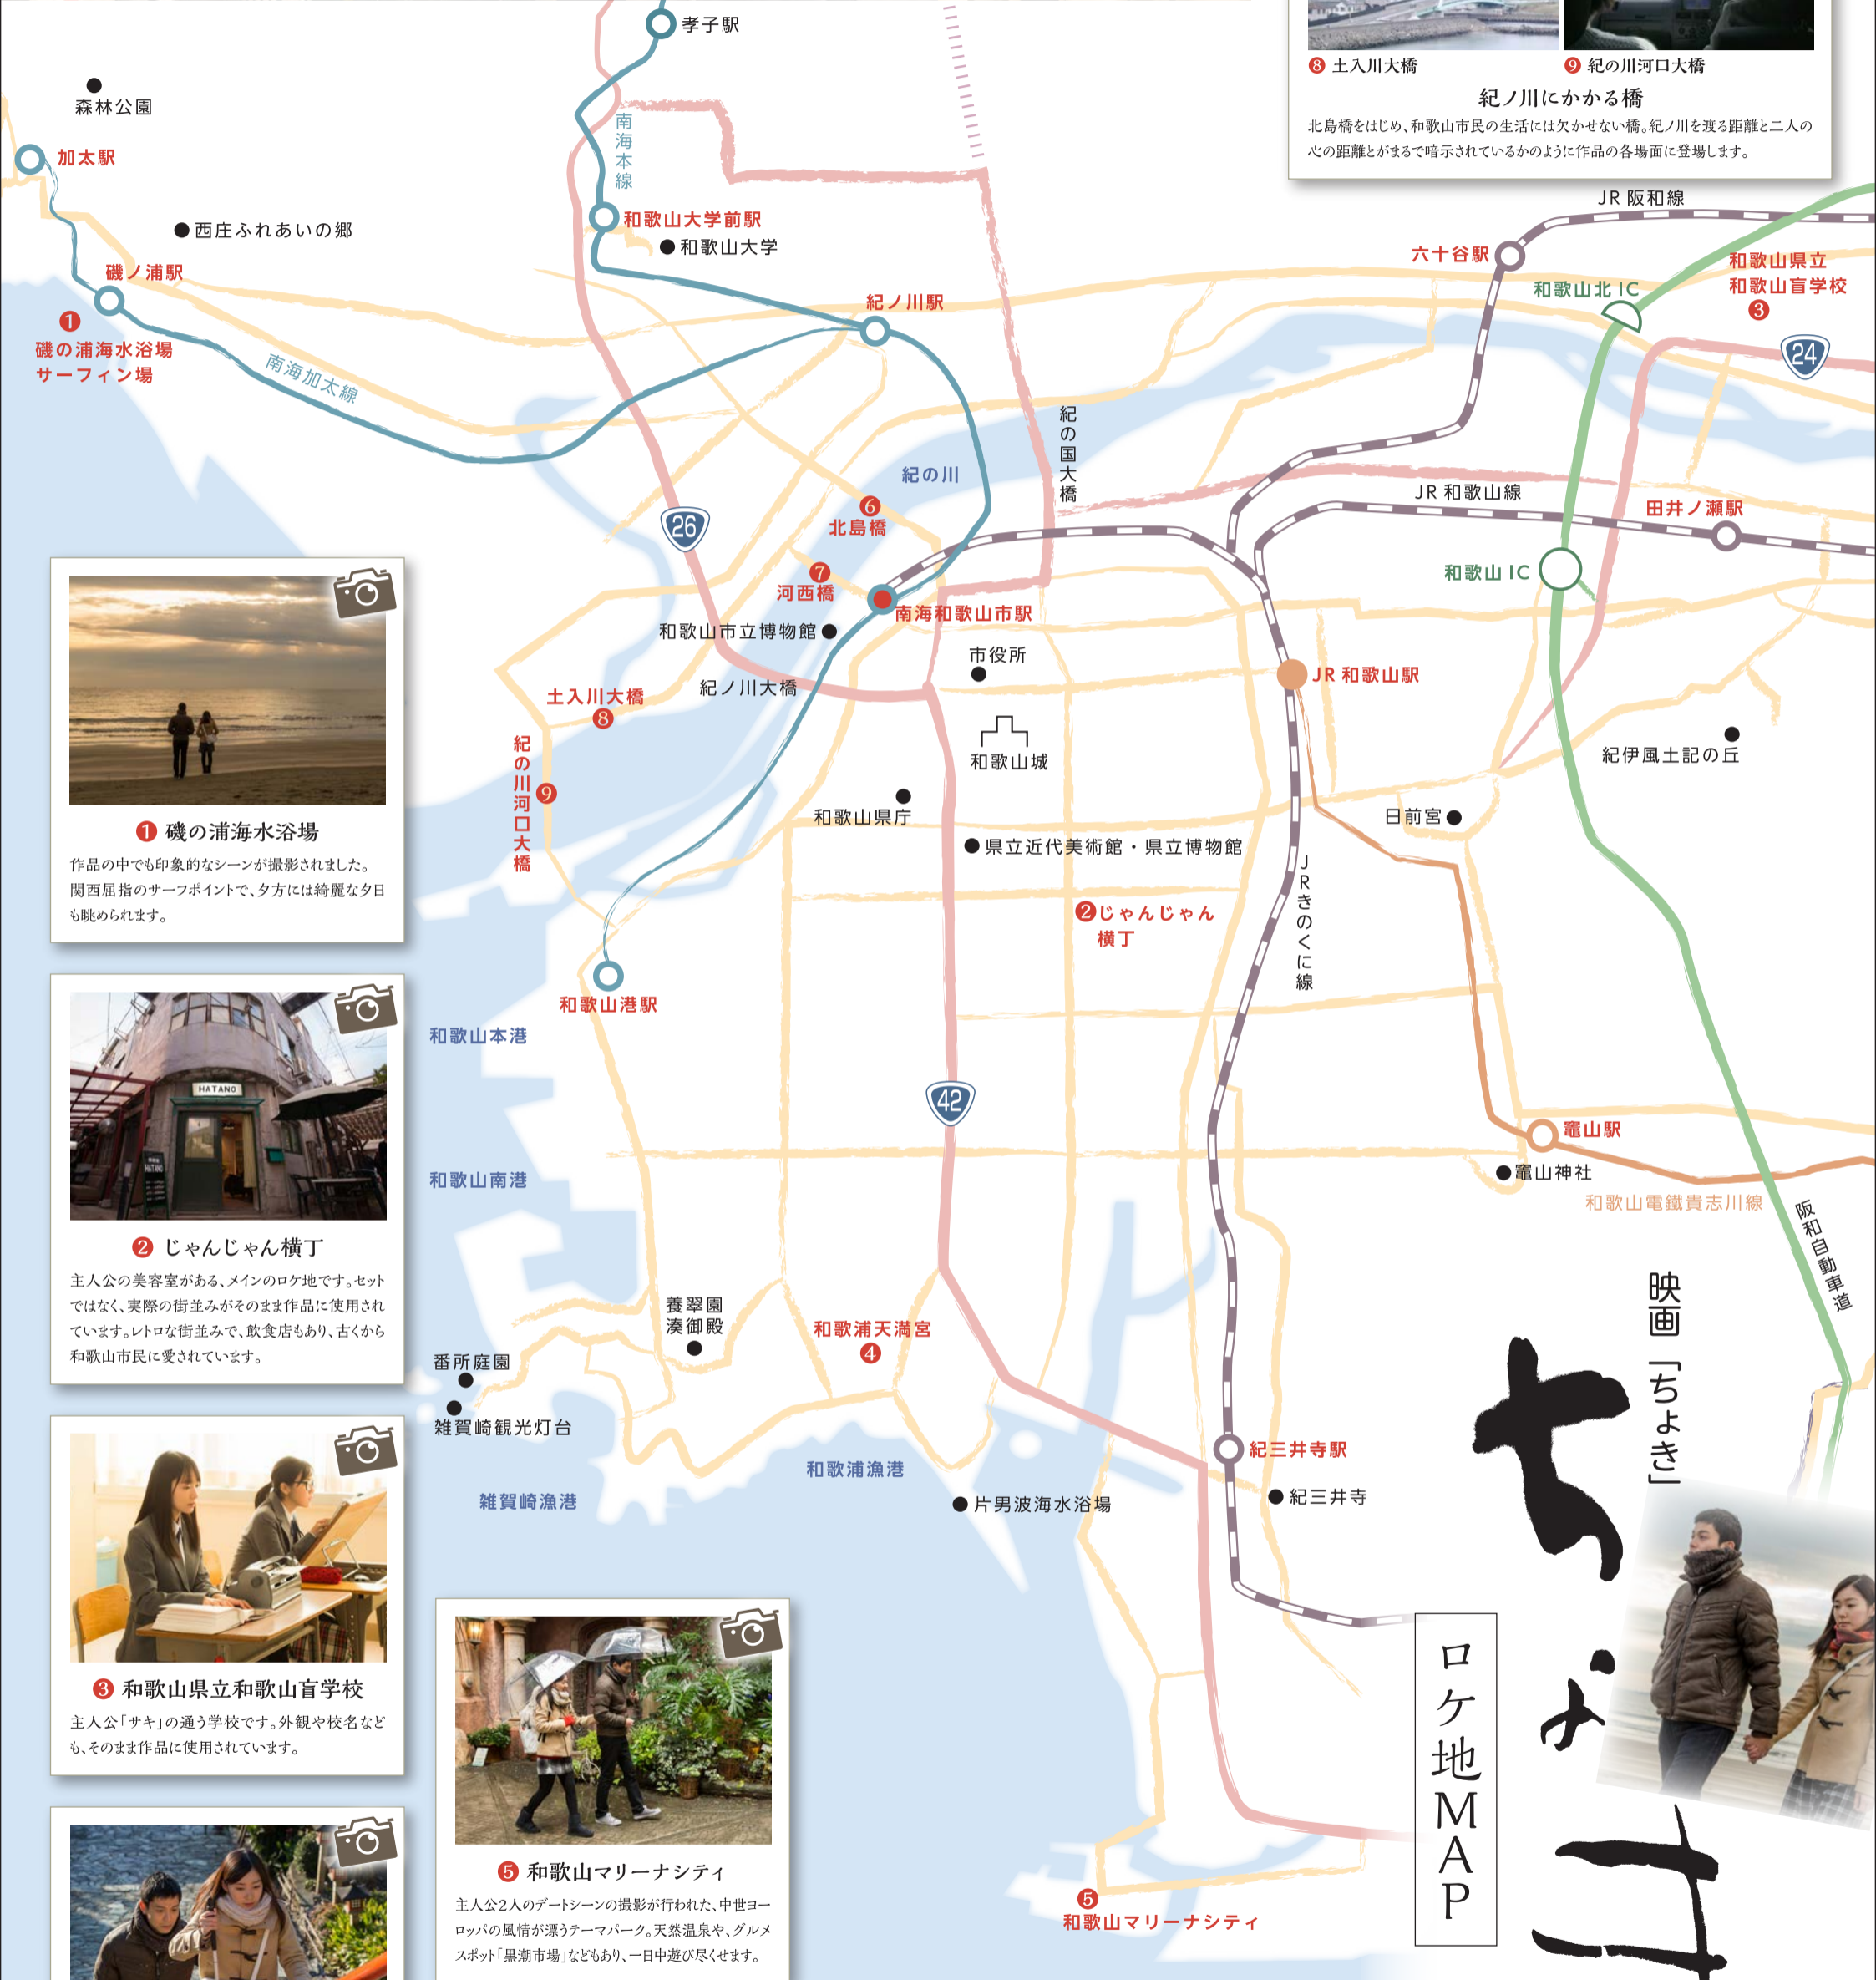 孝子駅
森林公園
加太駅
西庄ふれあいの郷
磯ノ浦駅
1
磯の浦海水浴場
サーフィン場
南海加太線
南海本線
和歌山大学前駅
和歌山大学
紀ノ川駅
8 土入川大橋
9 紀の川河口大橋
紀ノ川にかかる橋
北島橋をはじめ、和歌山市民の生活には欠かせない橋。紀ノ川を渡る距離と二人の
心の距離とがまるで暗示されているかのように作品の各場面に登場します。
JR 阪和線
六十谷駅
和歌山北 IC
和歌山県立
和歌山盲学校
3
24
紀の国大橋
紀の川
6
北島橋
26
7
河西橋
南海和歌山市駅
和歌山市立博物館
JR 和歌山線
田井ノ瀬駅
和歌山 IC
市役所
紀ノ川大橋
土入川大橋
8
紀の川河口大橋
9
JR 和歌山駅
和歌山城
和歌山県庁
県立近代美術館・県立博物館
紀伊風土記の丘
日前宮
2 じゃんじゃん
横丁
JRきのくに線
和歌山港駅
和歌山本港
和歌山南港
42
竈山駅
竈山神社
和歌山電鐵貴志川線
阪和自動車道
養翠園
湊御殿
和歌浦天満宮
4
番所庭園
雑賀崎観光灯台
雑賀崎漁港
和歌浦漁港
片男波海水浴場
紀三井寺駅
紀三井寺
5
和歌山マリーナシティ
1 磯の浦海水浴場
作品の中でも印象的なシーンが撮影されました。
関西屈指のサーフポイントで、夕方には綺麗な夕日
も眺められます。
HATANO
HATANO
2 じゃんじゃん横丁
主人公の美容室がある、メインのロケ地です。セット
ではなく、実際の街並みがそのまま作品に使用され
ています。レトロな街並みで、飲食店もあり、古くから
和歌山市民に愛されています。
3 和歌山県立和歌山盲学校
主人公「サキ」の通う学校です。外観や校名など
も、そのまま作品に使用されています。
5 和歌山マリーナシティ
主人公2人のデートシーンの撮影が行われた、中世ヨー
ロッパの風情が漂うテーマパーク。天然温泉や、グルメ
スポット「黒潮市場」などもあり、一日中遊び尽くせます。
映画「ちょき」
ちょき
ロケ地MAP